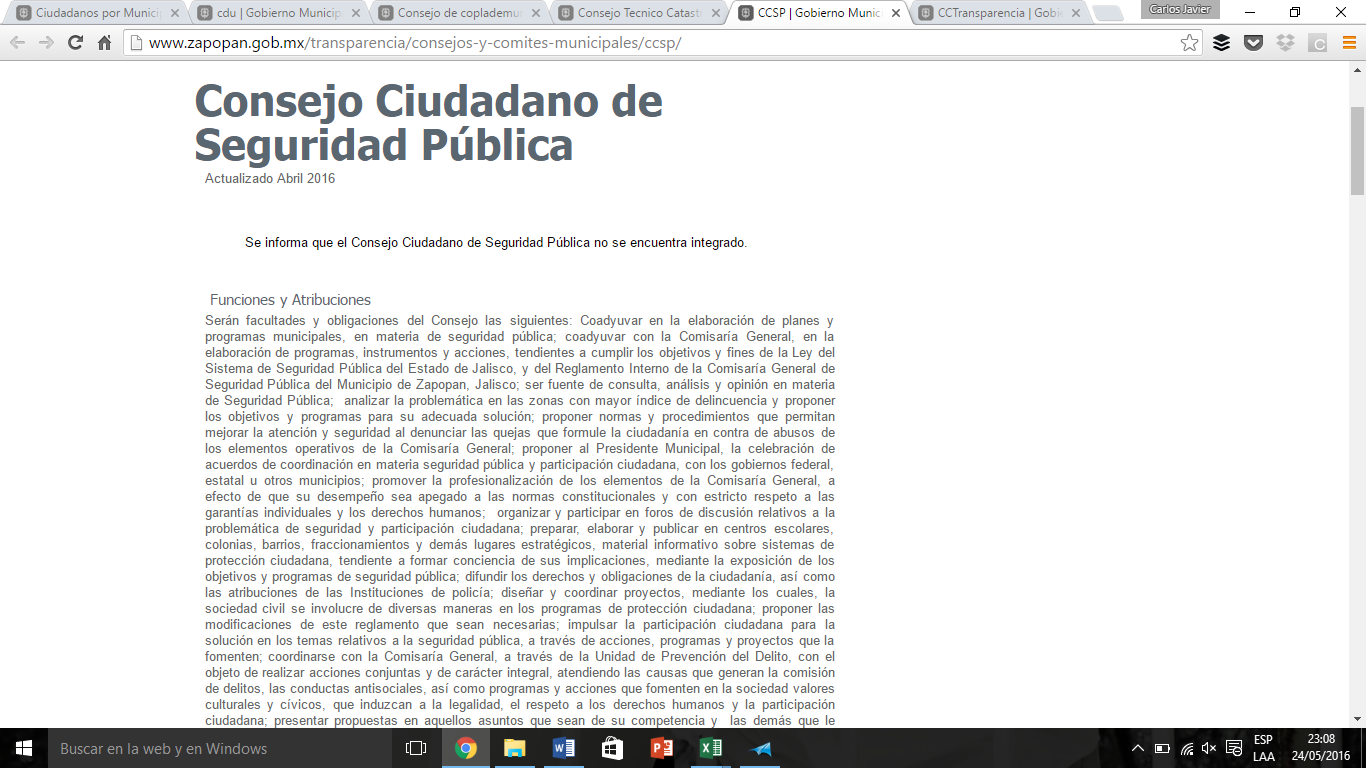 Ciudadanos por Munici
cdu | Gobierno Municip
Consejo de coplademu
Consejo Tecnico Catast
CCSP | Gobierno Munic
CCTransparencia | Gobi
Carlos Javier
www.zapopan.gob.mx/transparencia/consejos-y-comites-municipales/ccsp/
Consejo Ciudadano de
Seguridad Pública
Actualizado Abril 2016
Se informa que el Consejo Ciudadano de Seguridad Pública no se encuentra integrado.
Funciones y Atribuciones
Serán facultades y obligaciones del Consejo las siguientes: Coadyuvar en la elaboración de planes y
programas municipales, en materia de seguridad pública; coadyuvar con la Comisaría General, en la
elaboración de programas, instrumentos y acciones, tendientes a cumplir los objetivos y fines de la Ley del
Sistema de Seguridad Pública del Estado de Jalisco, y del Reglamento Interno de la Comisaría General de
Seguridad Pública del Municipio de Zapopan, Jalisco; ser fuente de consulta, análisis y opinión en materia
de Seguridad Pública; analizar la problemática en las zonas con mayor índice de delincuencia y proponer
los objetivos y programas para su adecuada solución; proponer normas y procedimientos que permitan
mejorar la atención y seguridad al denunciar las quejas que formule la ciudadanía en contra de abusos de
los elementos operativos de la Comisaría General; proponer al Presidente Municipal, la celebración de
acuerdos de coordinación en materia seguridad pública y participación ciudadana, con los gobiernos federal,
estatal u otros municipios; promover la profesionalización de los elementos de la Comisaría General, a
efecto de que su desempeño sea apegado a las normas constitucionales y con estricto respeto a las
garantías individuales y los derechos humanos; organizar y participar en foros de discusión relativos a la
problemática de seguridad y participación ciudadana; preparar, elaborar y publicar en centros escolares,
colonias, barrios, fraccionamientos y demás lugares estratégicos, material informativo sobre sistemas de
protección ciudadana, tendiente a formar conciencia de sus implicaciones, mediante la exposición de los
objetivos y programas de seguridad pública; difundir los derechos y obligaciones de la ciudadanía, así como
las atribuciones de las Instituciones de policía; diseñar y coordinar proyectos, mediante los cuales, la
sociedad civil se involucre de diversas maneras en los programas de protección ciudadana; proponer las
modificaciones de este reglamento que sean necesarias; impulsar la participación ciudadana para la
solución en los temas relativos a la seguridad pública, a través de acciones, programas y proyectos que la
fomenten; coordinarse con la Comisaría General, a través de la Unidad de Prevención del Delito, con el
objeto de realizar acciones conjuntas y de carácter integral, atendiendo las causas que generan la comisión
de delitos, las conductas antisociales, así como programas y acciones que fomenten en la sociedad valores
culturales y cívicos, que induzcan a la legalidad, el respeto a los derechos humanos y la participación
ciudadana; presentar propuestas en aquellos asuntos que sean de su competencia y las demás que le
Buscar en la web y en Windows
ESP
LAA
23:08
24/05/2016